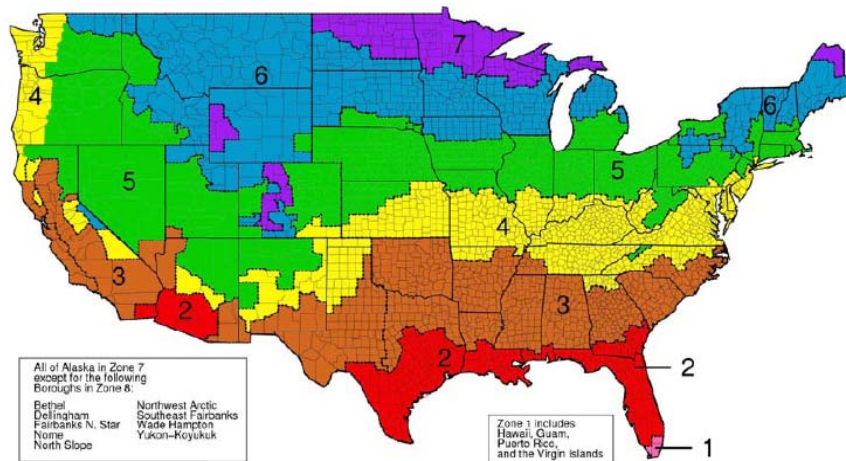 7
6
4
6
5
5
4
3
3
2
2
2
All of Alaska in Zone 7
except for the following
Boroughs in Zone 8:
Bethel Northwest Arctic
Dellingham Southeast Fairbanks
Fairbanks N. Star Wade Hampton
Nome Yukon-Koyukuk
North Slope
Zone 1 includes
Hawaii, Guam,
Puerto Rico,
and the Virgin Islands
1